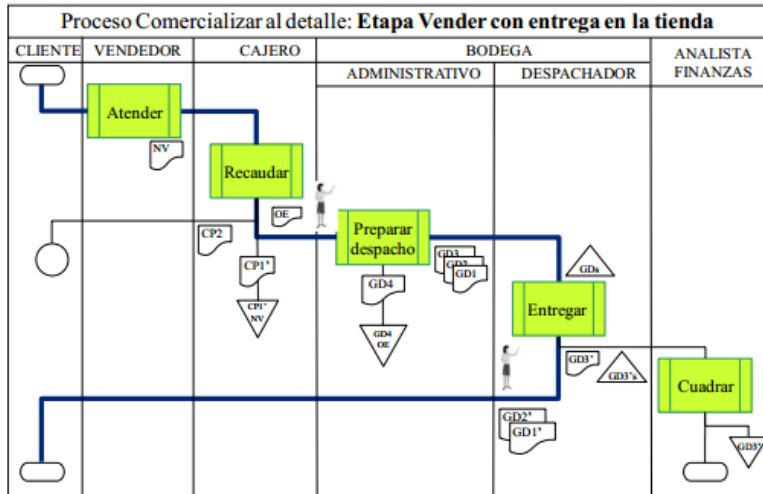 Proceso Comercializar al detalle: Etapa Vender con entrega en la tienda
CLIENTE
VENDEDOR
CAJERO
BODEGA
ADMINISTRATIVO
DESPACHADOR
ANALISTA
FINANZAS
Atender
NV
Recaudar
OE
CP2
CP1’
CP1’
NV
Preparar
despacho
GD3
GD2
GD1
GD4
GD4
OE
GDs
Entregar
GD3’
GD3’s
Cuadrar
GD2’
GD1’
GD3’